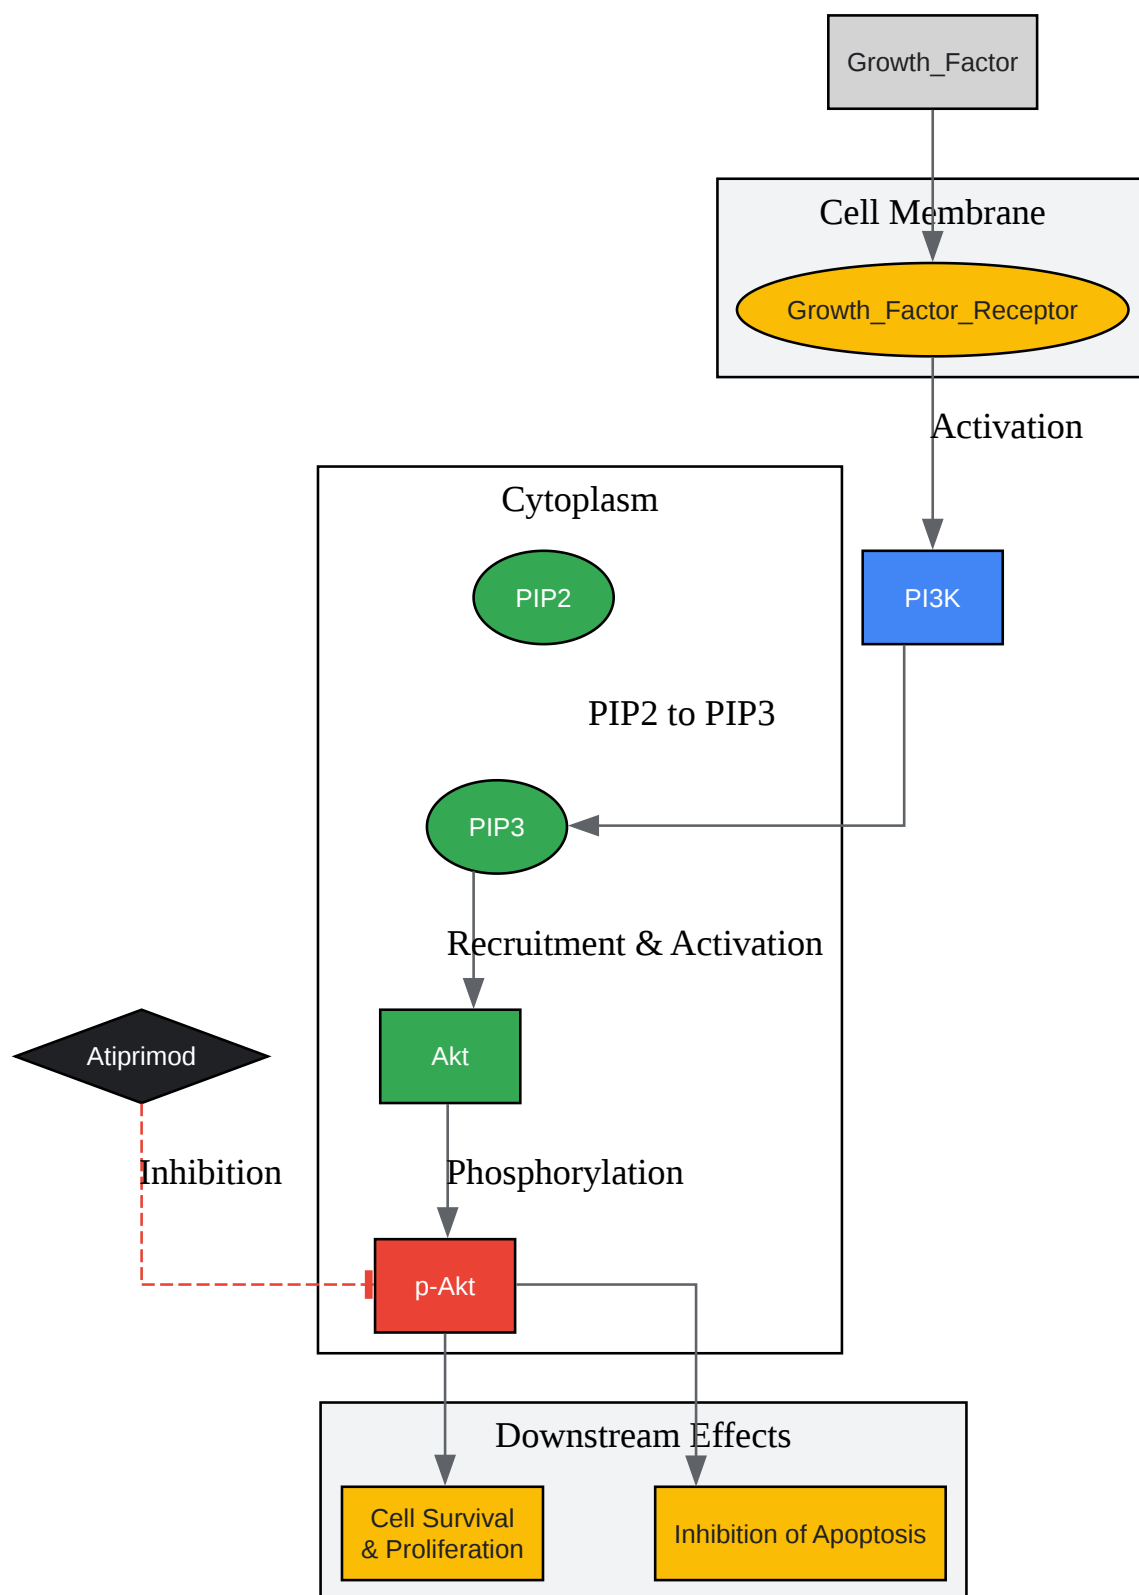 Growth_Factor
Cell Membrane
Growth_Factor_Receptor
Activation
Cytoplasm
PIP2
PI3K
PIP2 to PIP3
PIP3
Recruitment & Activation
Atiprimod
Akt
Inhibition
Phosphorylation
p-Akt
Downstream Effects
Cell Survival
& Proliferation
Inhibition of Apoptosis